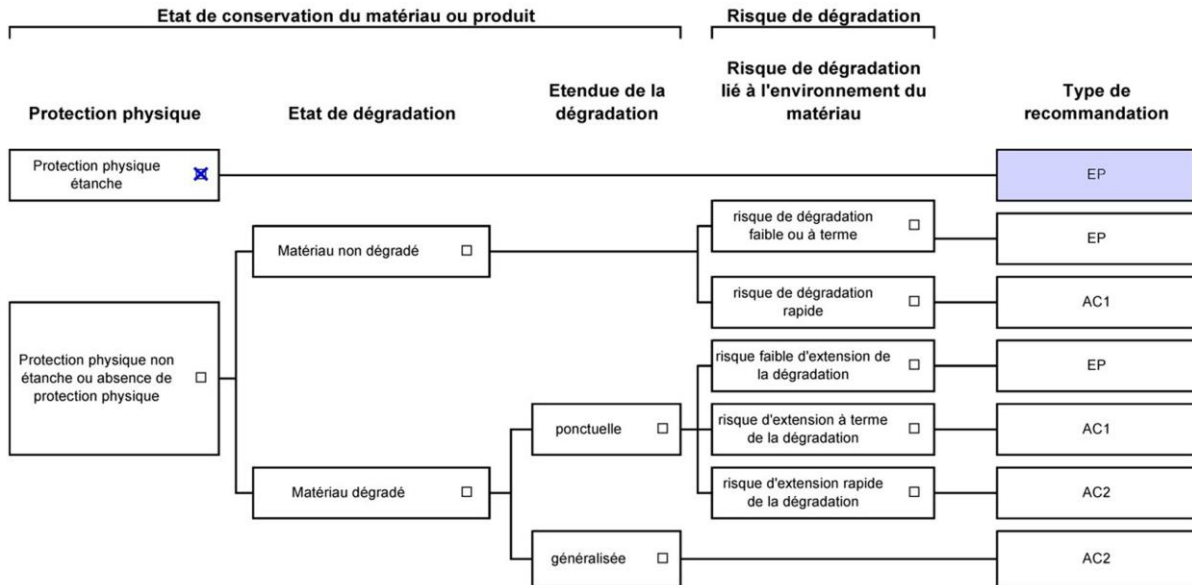 Etat de conservation du matériau ou produit
Risque de dégradation
Protection physique
Etat de dégradation
Etendue de la
dégradation
Risque de dégradation
lié à l'environnement du
matériau
Type de
recommandation
Protection physique
étanche
EP
Matériau non dégradé
risque de dégradation
faible ou à terme
EP
risque de dégradation
rapide
AC1
Protection physique non
étanche ou absence de
protection physique
risque faible d'extension de
la dégradation
EP
ponctuelle
risque d'extension à terme
de la dégradation
AC1
Matériau dégradé
risque d'extension rapide
de la dégradation
AC2
généralisée
AC2